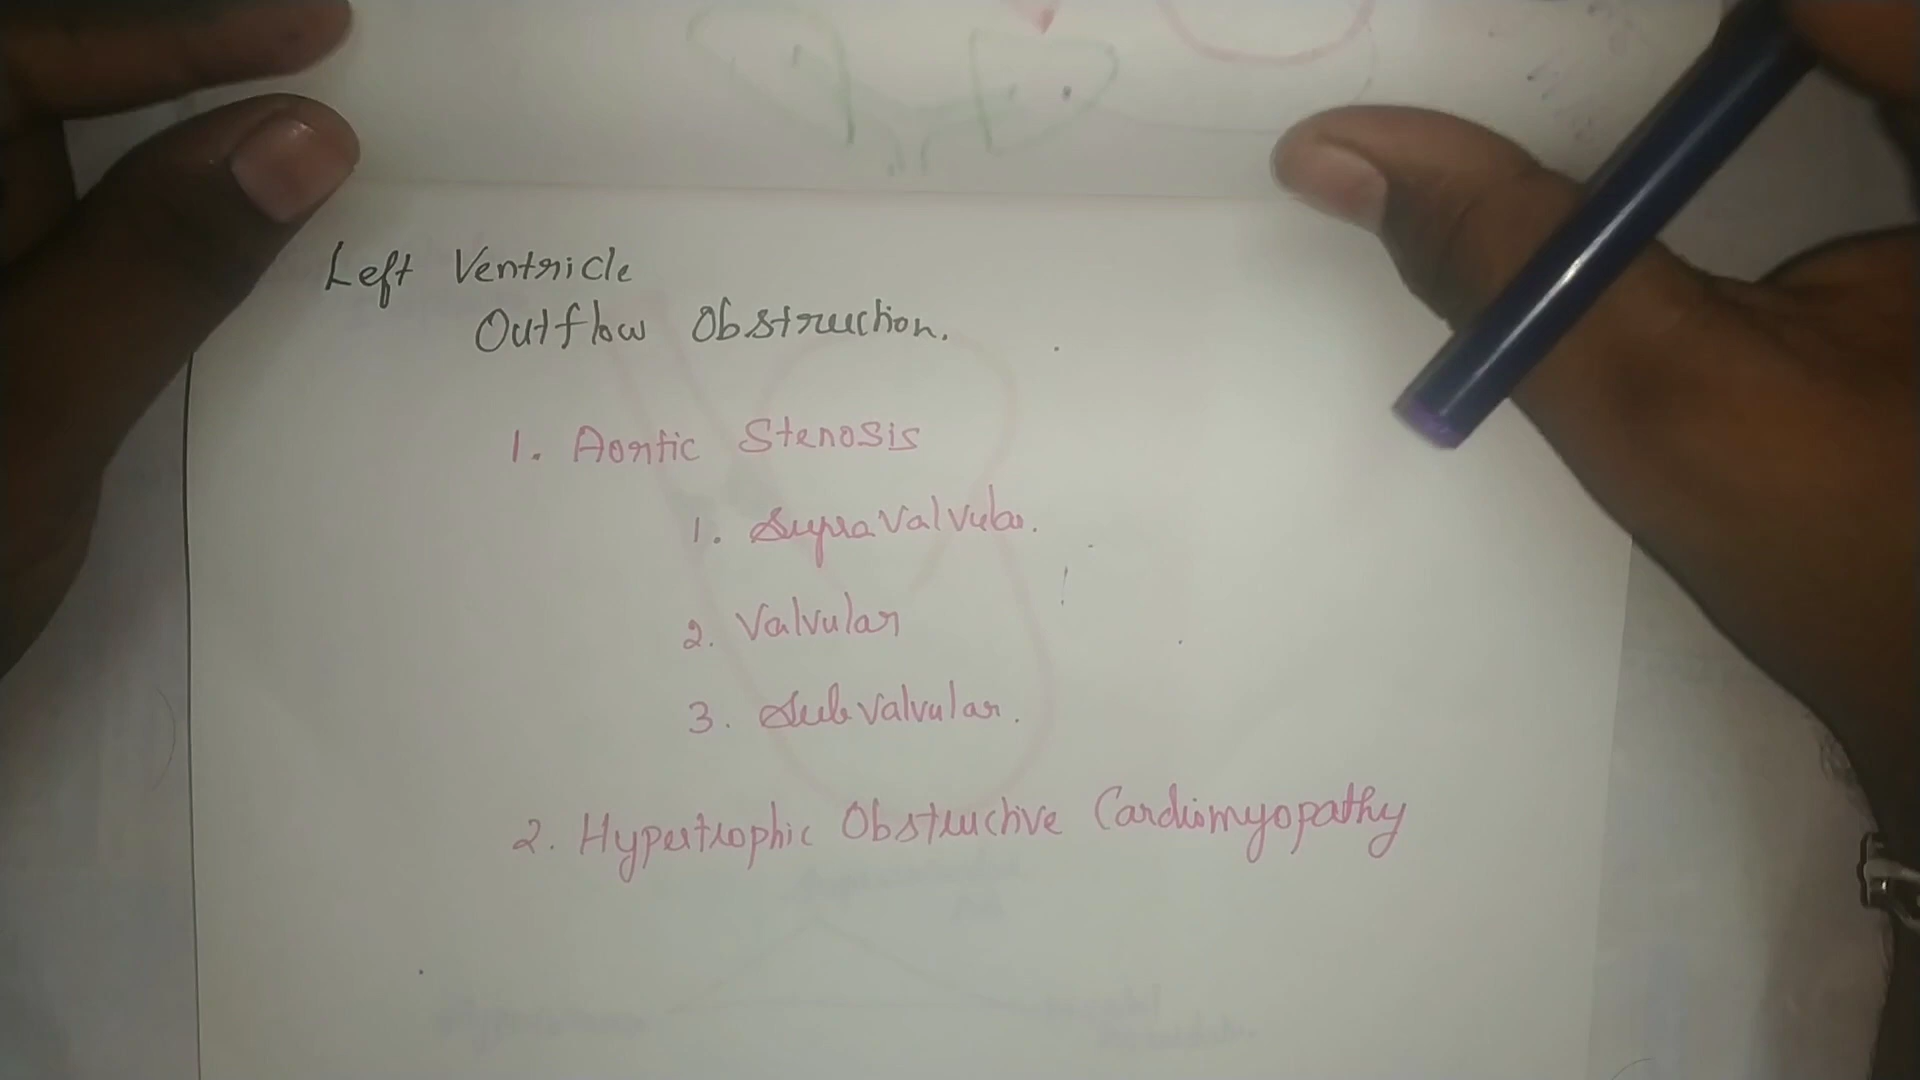 Left Ventricle
Outflow Obstruction.
1. Aortic Stenosis
1. Supra Valvular.
2. Valvular
3. Sub valvular.
2. Hypertrophic Obstructive Cardiomyopathy